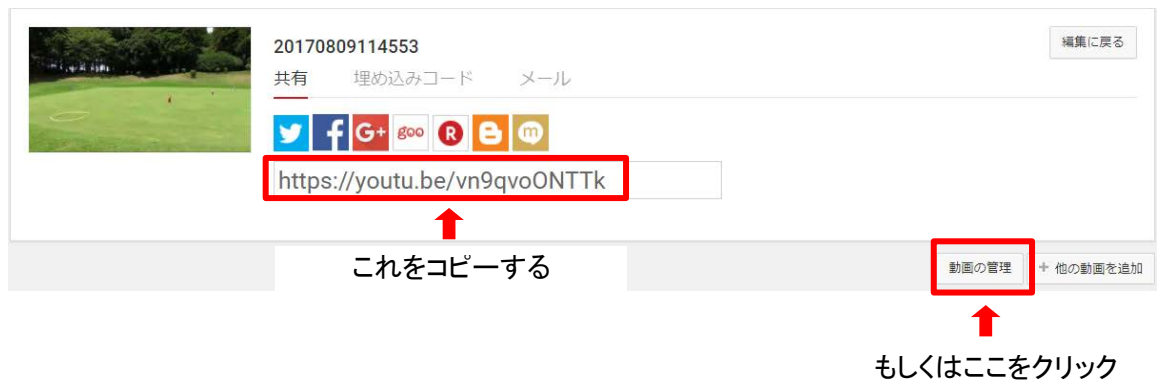 20170809114553
編集に戻る
共有 埋め込みコード メール
f G+ goo R B m
https://youtu.be/vn9qvoONTTk
これをコピーする
動画の管理 + 他の動画を追加
もしくはここをクリック